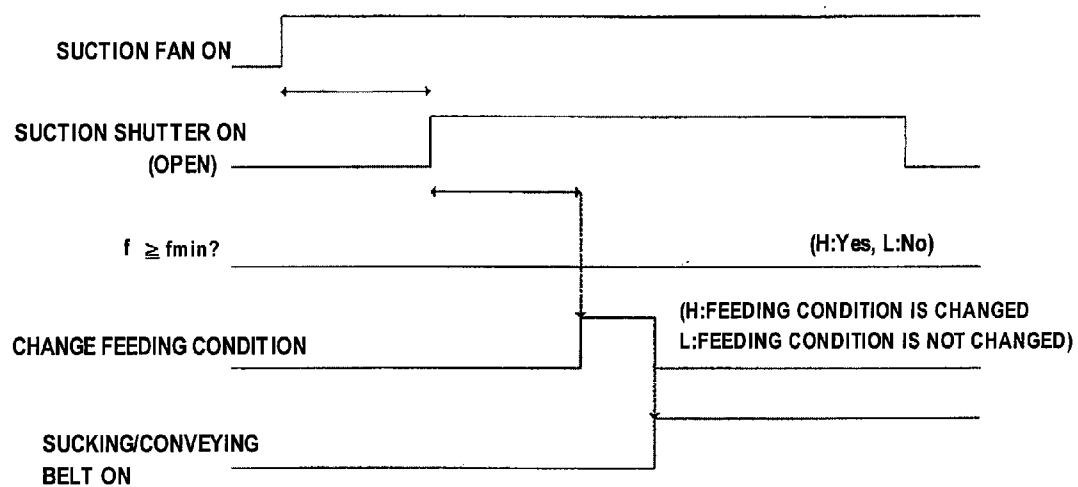 SUCTION FAN ON
SUCTION SHUTTER ON
(OPEN)
f ≧ fmin?
(H:Yes, L:No)
(H:FEEDING CONDITION IS CHANGED
L:FEEDING CONDITION IS NOT CHANGED)
CHANGE FEEDING CONDITION
SUCKING/CONVEYING
BELT ON